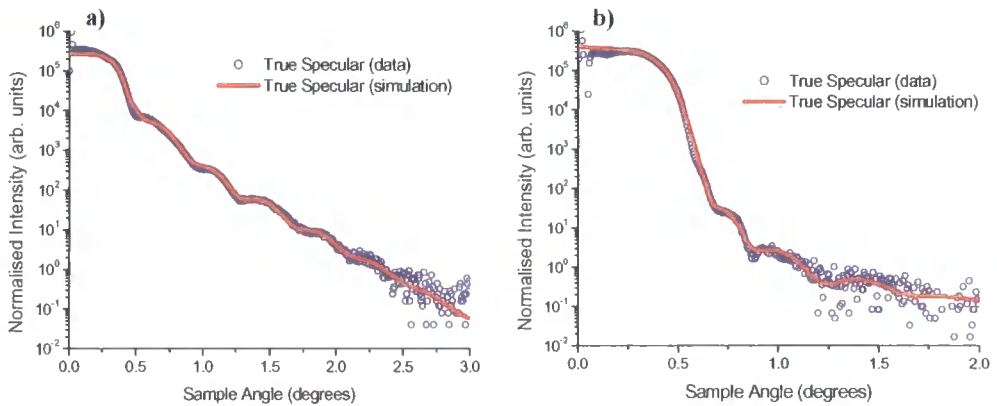 a)
True Specular (data)
True Specular (simulation)
Normalised Intensity (arb. units)
10^6
10^5
10^4
10^3
10^2
10^1
10^0
10^-1
10^-2
0.0 0.5 1.0 1.5 2.0 2.5 3.0
Sample Angle (degrees)
b)
True Specular (data)
True Specular (simulation)
Normalised Intensity (arb. units)
10^6
10^5
10^4
10^3
10^2
10^1
10^0
10^-1
10^-2
0.0 0.5 1.0 1.5 2.0
Sample Angle (degrees)